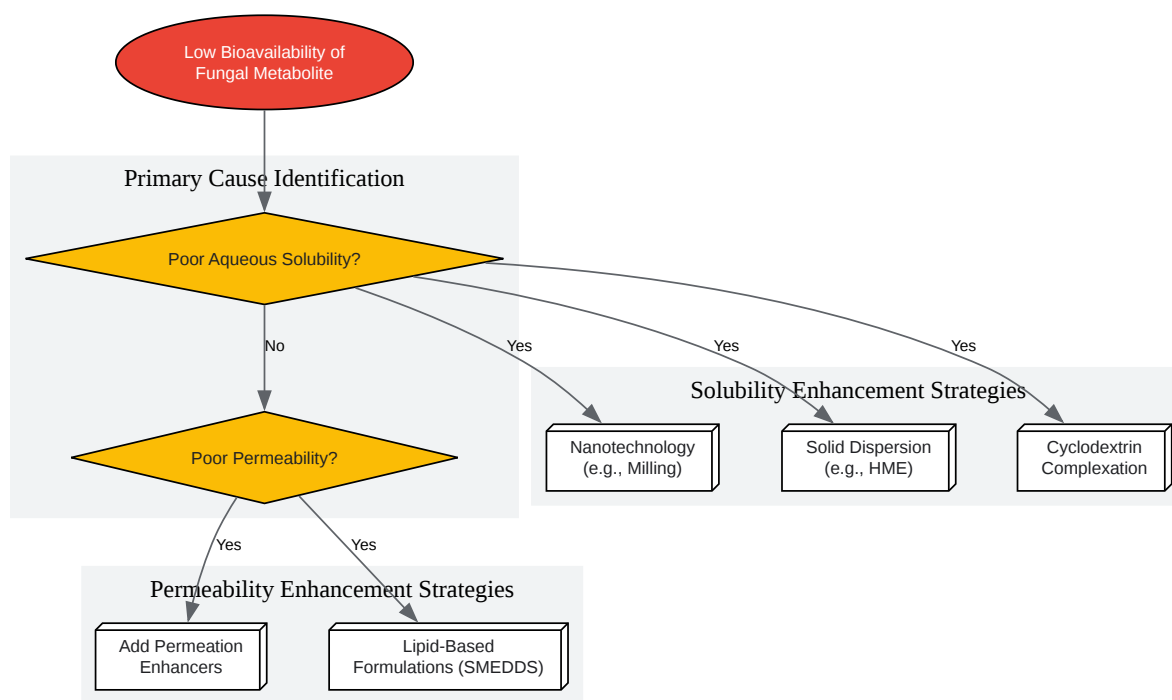 Low Bioavailability of
Fungal Metabolite
Primary Cause Identification
Poor Aqueous Solubility?
No
Yes
Yes
Yes
Solubility Enhancement Strategies
Nanotechnology
(e.g., Milling)
Solid Dispersion
(e.g., HME)
Cyclodextrin
Complexation
Poor Permeability?
Yes
Yes
Permeability Enhancement Strategies
Add Permeation
Enhancers
Lipid-Based
Formulations (SMEDDS)